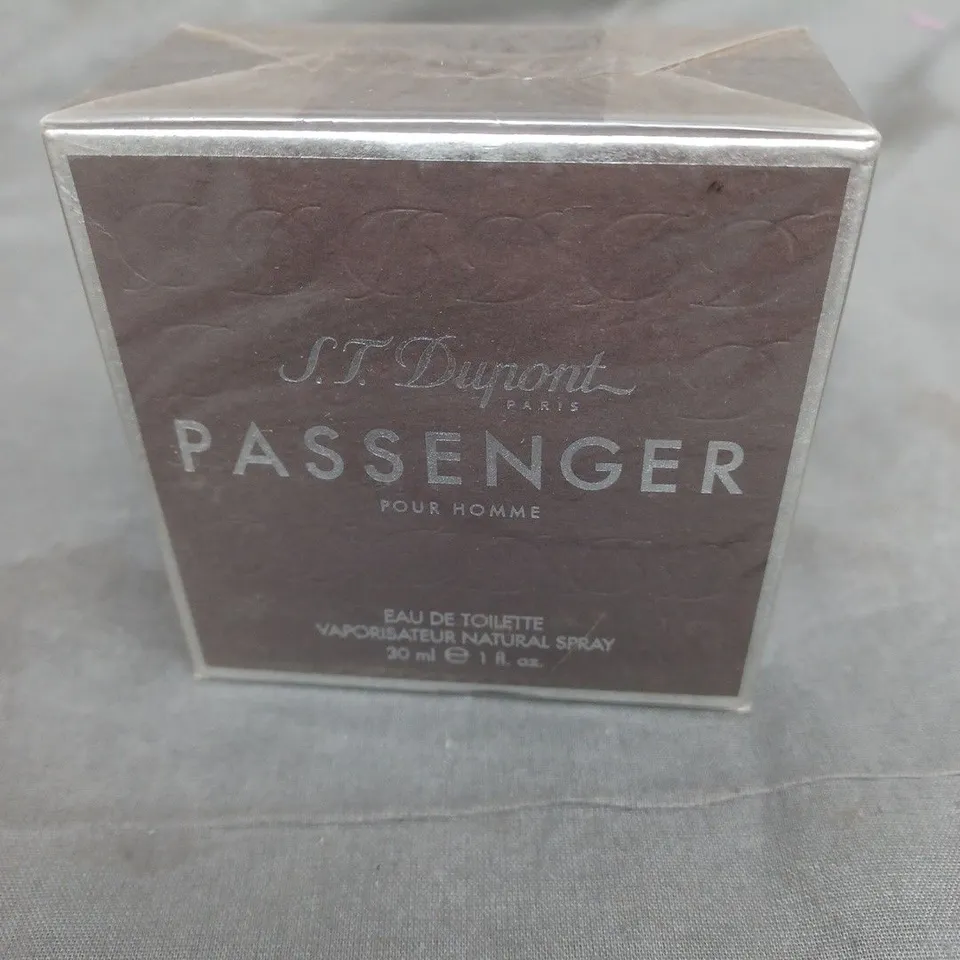 S.T. Dupont
PARIS
PASSENGER
POUR HOMME
EAU DE TOILETTE
VAPORISATEUR NATURAL SPRAY
30 ml ℮ 1 fl. oz.